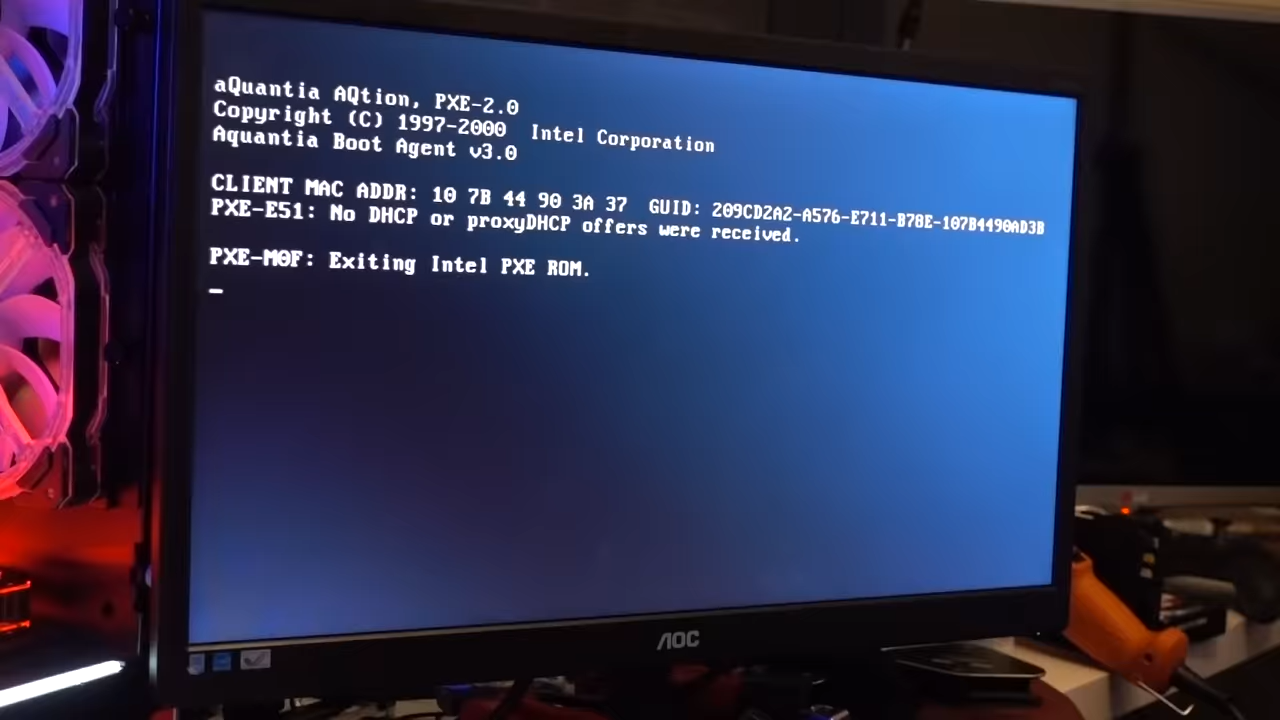 aQuantia AQtion, PXE-2.0
Copyright (C) 1997-2000  Intel Corporation
Aquantia Boot Agent v3.0
CLIENT MAC ADDR: 10 7B 44 90 3A 37  GUID: 209CD2A2-A576-E711-B78E-107B4490AD3B
PXE-E51: No DHCP or proxyDHCP offers were received.
PXE-M0F: Exiting Intel PXE ROM.
AOC